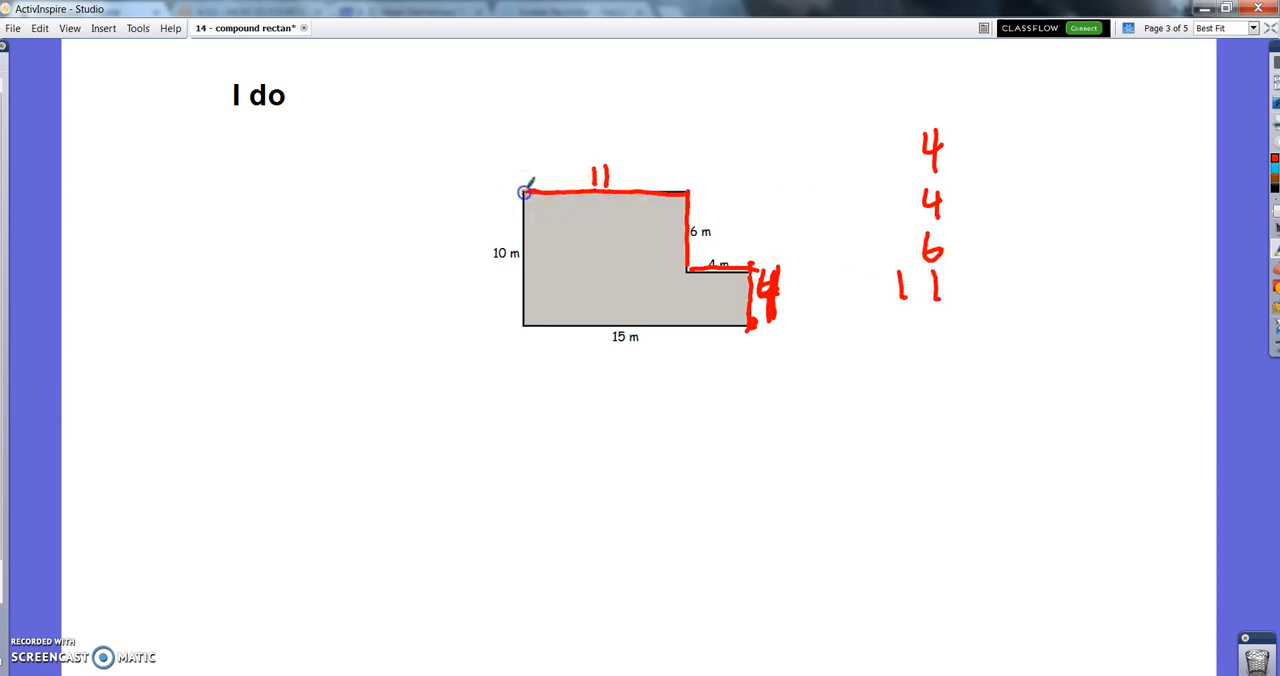 ActivInspire - Studio
File Edit View Insert Tools Help 14 - compound rectan* CLASSFLOW Connect Page 3 of 5 Best Fit
I do
4
11
4
6 m
6
10 m
4 m
11
4
15 m
RECORDED WITH
SCREENCAST MATIC